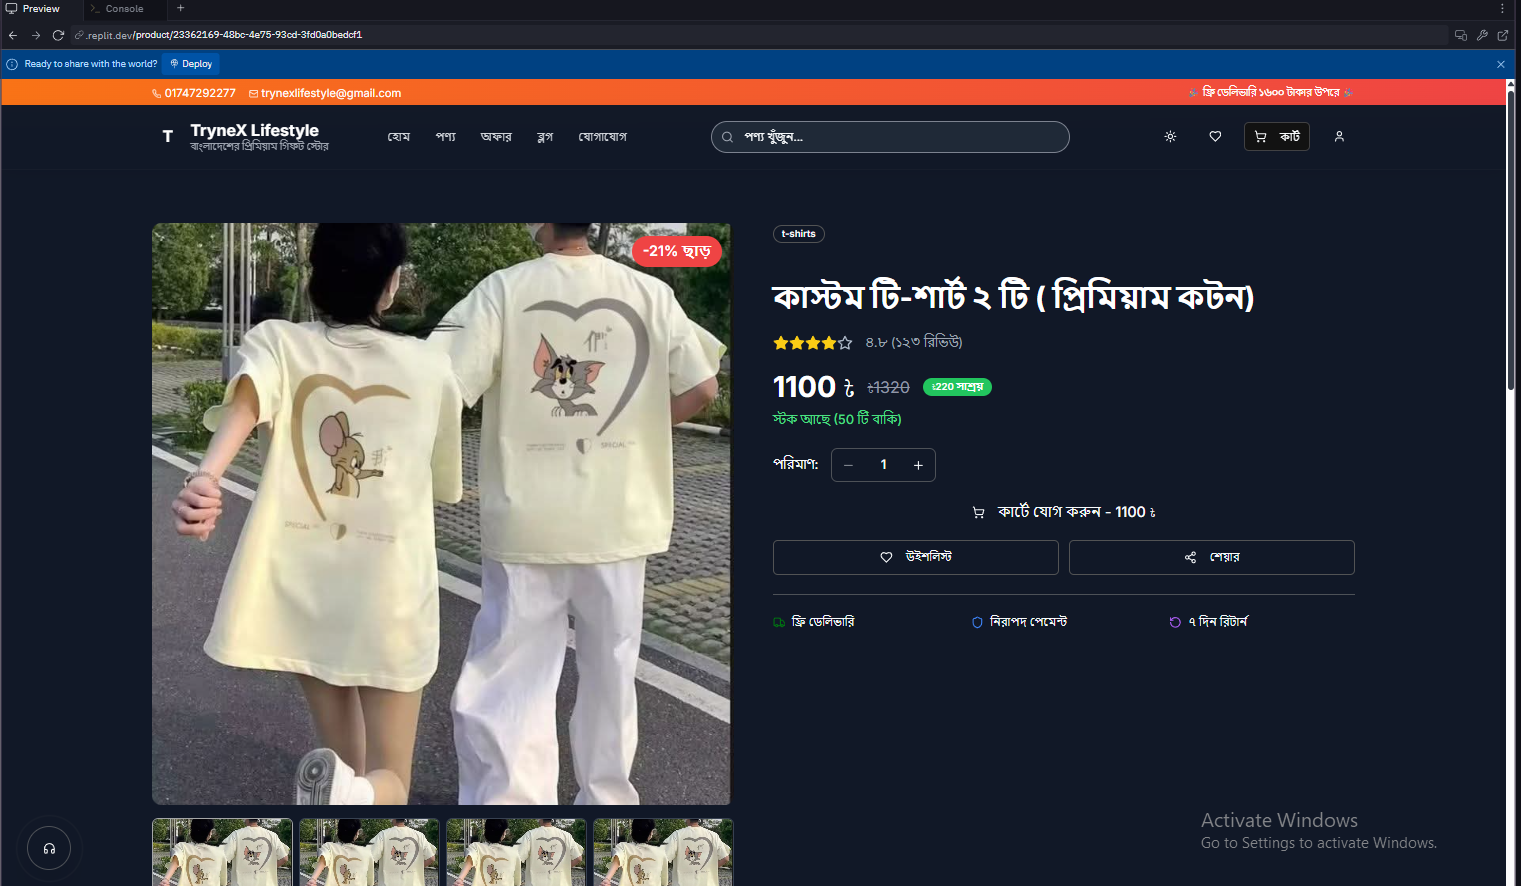 Preview
Console
Ready to share with the world? Deploy
.replit.dev/product/23362169-48bc-4e75-93cd-3fd0a0bedcf1
01747292277 trynexlifestyle@gmail.com
ফ্রি ডেলিভারি ১৬০০ টাকার উপরে
T
TryneX Lifestyle
বাংলাদেশের প্রিমিয়াম গিফট স্টোর
হোম পণ্য অফার ব্লগ যোগাযোগ
পণ্য খুঁজুন...
কার্ট
-21% ছাড়
SPECIAL
SPECIAL
t-shirts
কাস্টম টি-শার্ট ২ টি ( প্রিমিয়াম কটন)
৪.৮ (১২৩ রিভিউ)
1100 ৳ ৳1320 ৳220 সাশ্রয়
স্টক আছে (50 টি বাকি)
পরিমাণ: − 1 +
কার্টে যোগ করুন - 1100 ৳
উইশলিস্ট
শেয়ার
ফ্রি ডেলিভারি
নিরাপদ পেমেন্ট
৭ দিন রিটার্ন
Activate Windows
Go to Settings to activate Windows.